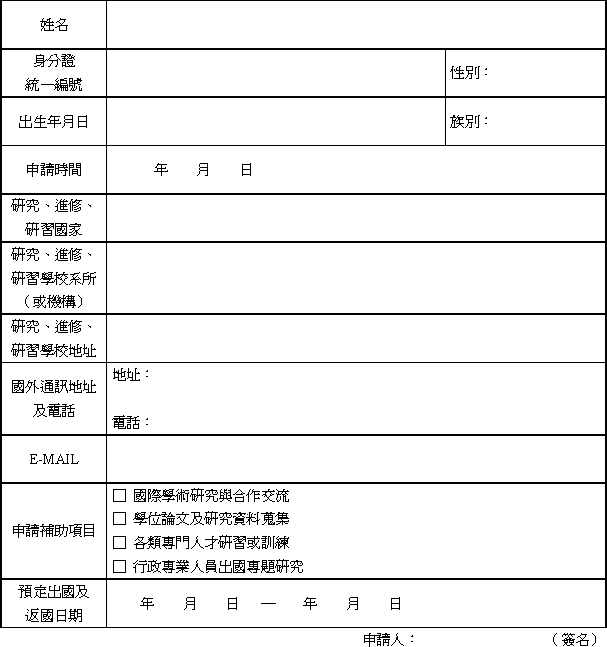 姓名
身分證
統一編號
性別：
出生年月日
族別：
申請時間
年 月 日
研究、進修、
研習國家
研究、進修、
研習學校系所
（或機構）
研究、進修、
研習學校地址
國外通訊地址
及電話
地址：
電話：
E-MAIL
申請補助項目
□ 國際學術研究與合作交流
□ 學位論文及研究資料蒐集
□ 各類專門人才研習或訓練
□ 行政專業人員出國專題研究
預定出國及
返國日期
年 月 日 — 年 月 日
申請人： （簽名）